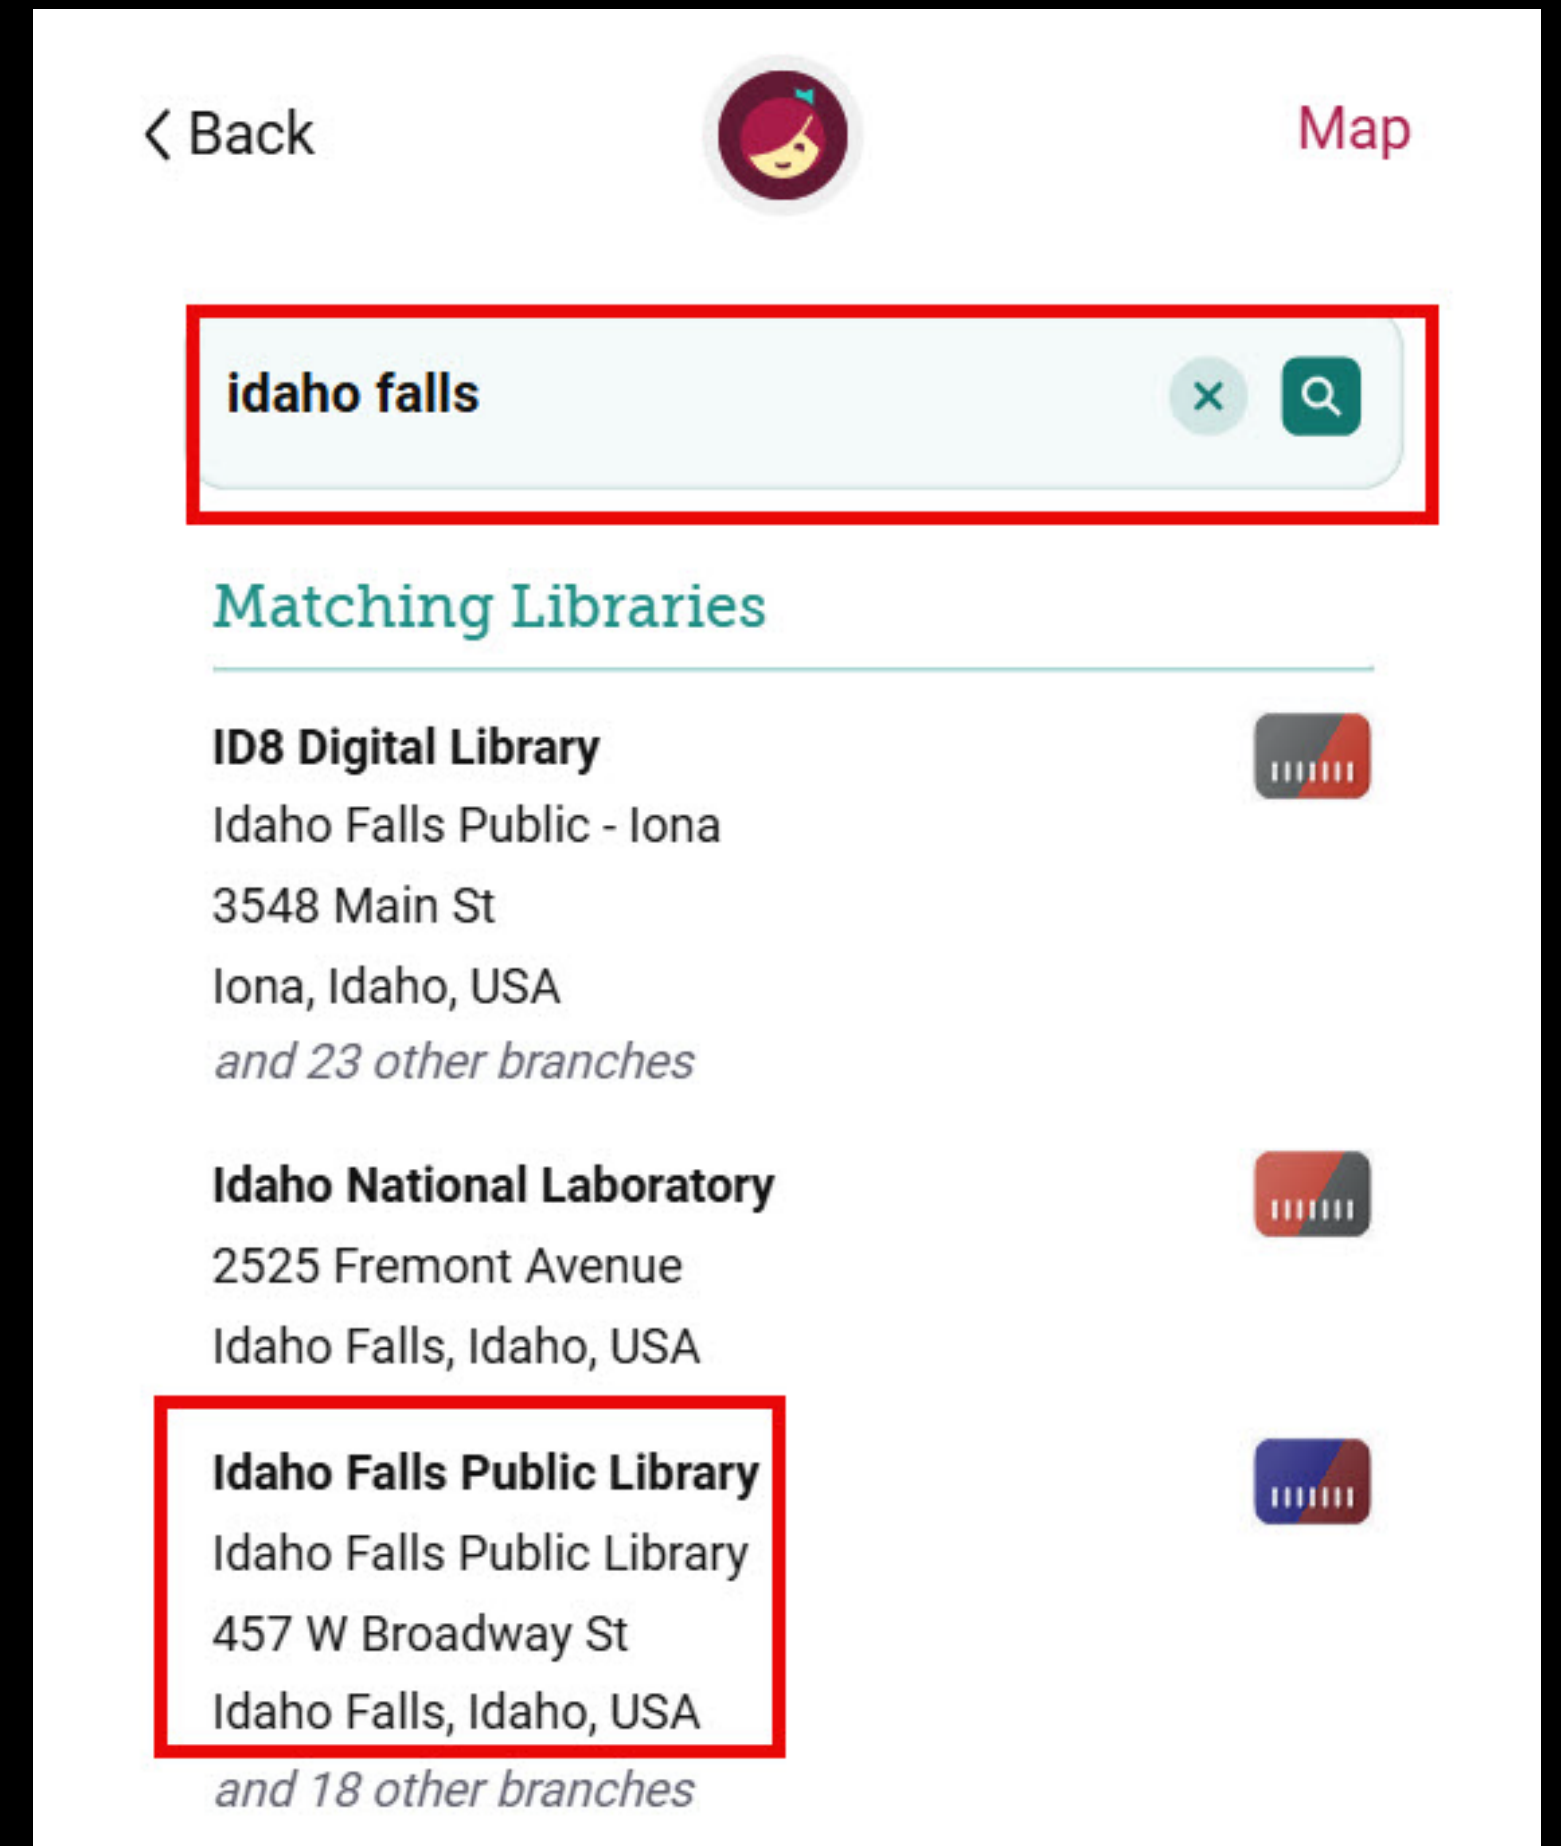 Back
Map
idaho falls
Matching Libraries
ID8 Digital Library
Idaho Falls Public - Iona
3548 Main St
Iona, Idaho, USA
and 23 other branches
Idaho National Laboratory
2525 Fremont Avenue
Idaho Falls, Idaho, USA
Idaho Falls Public Library
Idaho Falls Public Library
457 W Broadway St
Idaho Falls, Idaho, USA
and 18 other branches